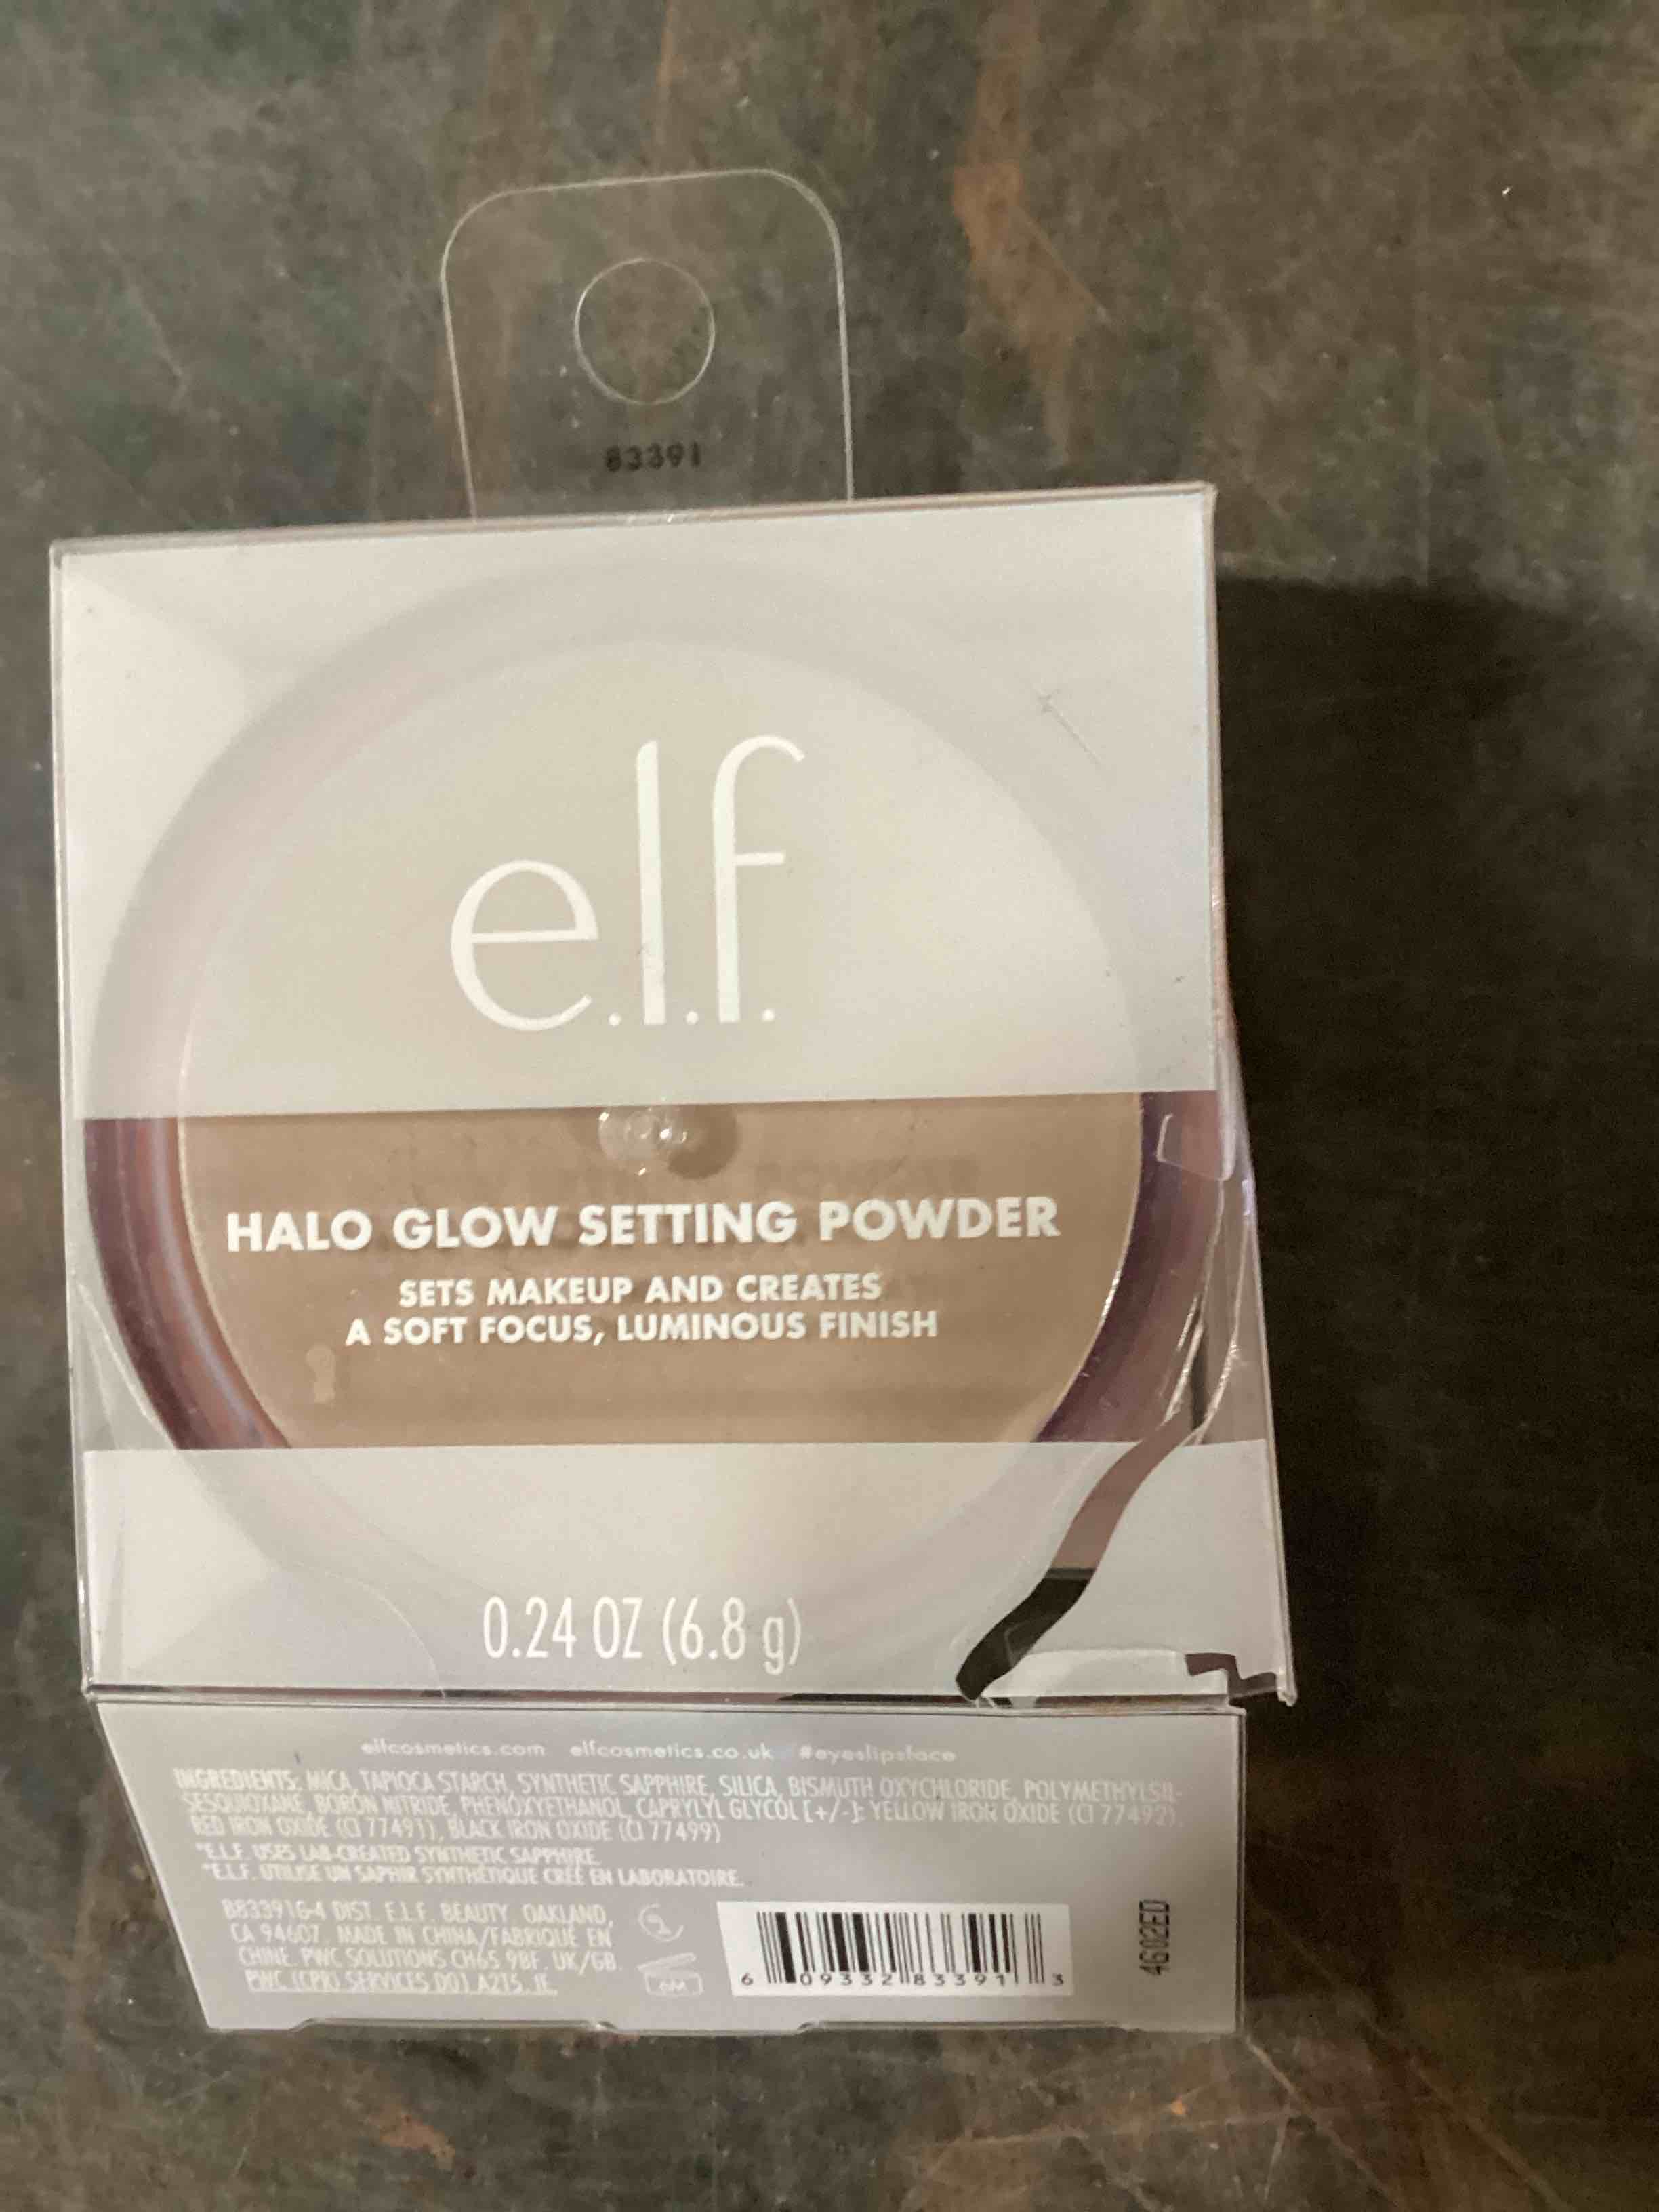 83391
e.l.f.
HALO GLOW SETTING POWDER
SETS MAKEUP AND CREATES
A SOFT FOCUS, LUMINOUS FINISH
0.24 OZ (6.8 g)
elfcosmetics.com elfcosmetics.co.uk #eyeslipsface
INGREDIENTS: MICA, TAPIOCA STARCH, SYNTHETIC SAPPHIRE, SILICA, BISMUTH OXYCHLORIDE, POLYMETHYLSIL-
SESQUIOXANE, BORON NITRIDE, PHENOXYETHANOL, CAPRYLYL GLYCOL [+/-]: YELLOW IRON OXIDE (CI 77492),
RED IRON OXIDE (CI 77491), BLACK IRON OXIDE (CI 77499)
*E.L.F. USES LAB-CREATED SYNTHETIC SAPPHIRE.
*E.L.F. UTILISE UN SAPHIR SYNTHÉTIQUE CRÉÉ EN LABORATOIRE.
B83391G-4 DIST. E.L.F. BEAUTY OAKLAND,
CA 94607. MADE IN CHINA/FABRIQUÉ EN
CHINE. PWC SOLUTIONS CH65 9BF. UK/GB
PWC (CPR) SERVICES D01 A215. IE
6M
6 09332 83391 3
4G02ED